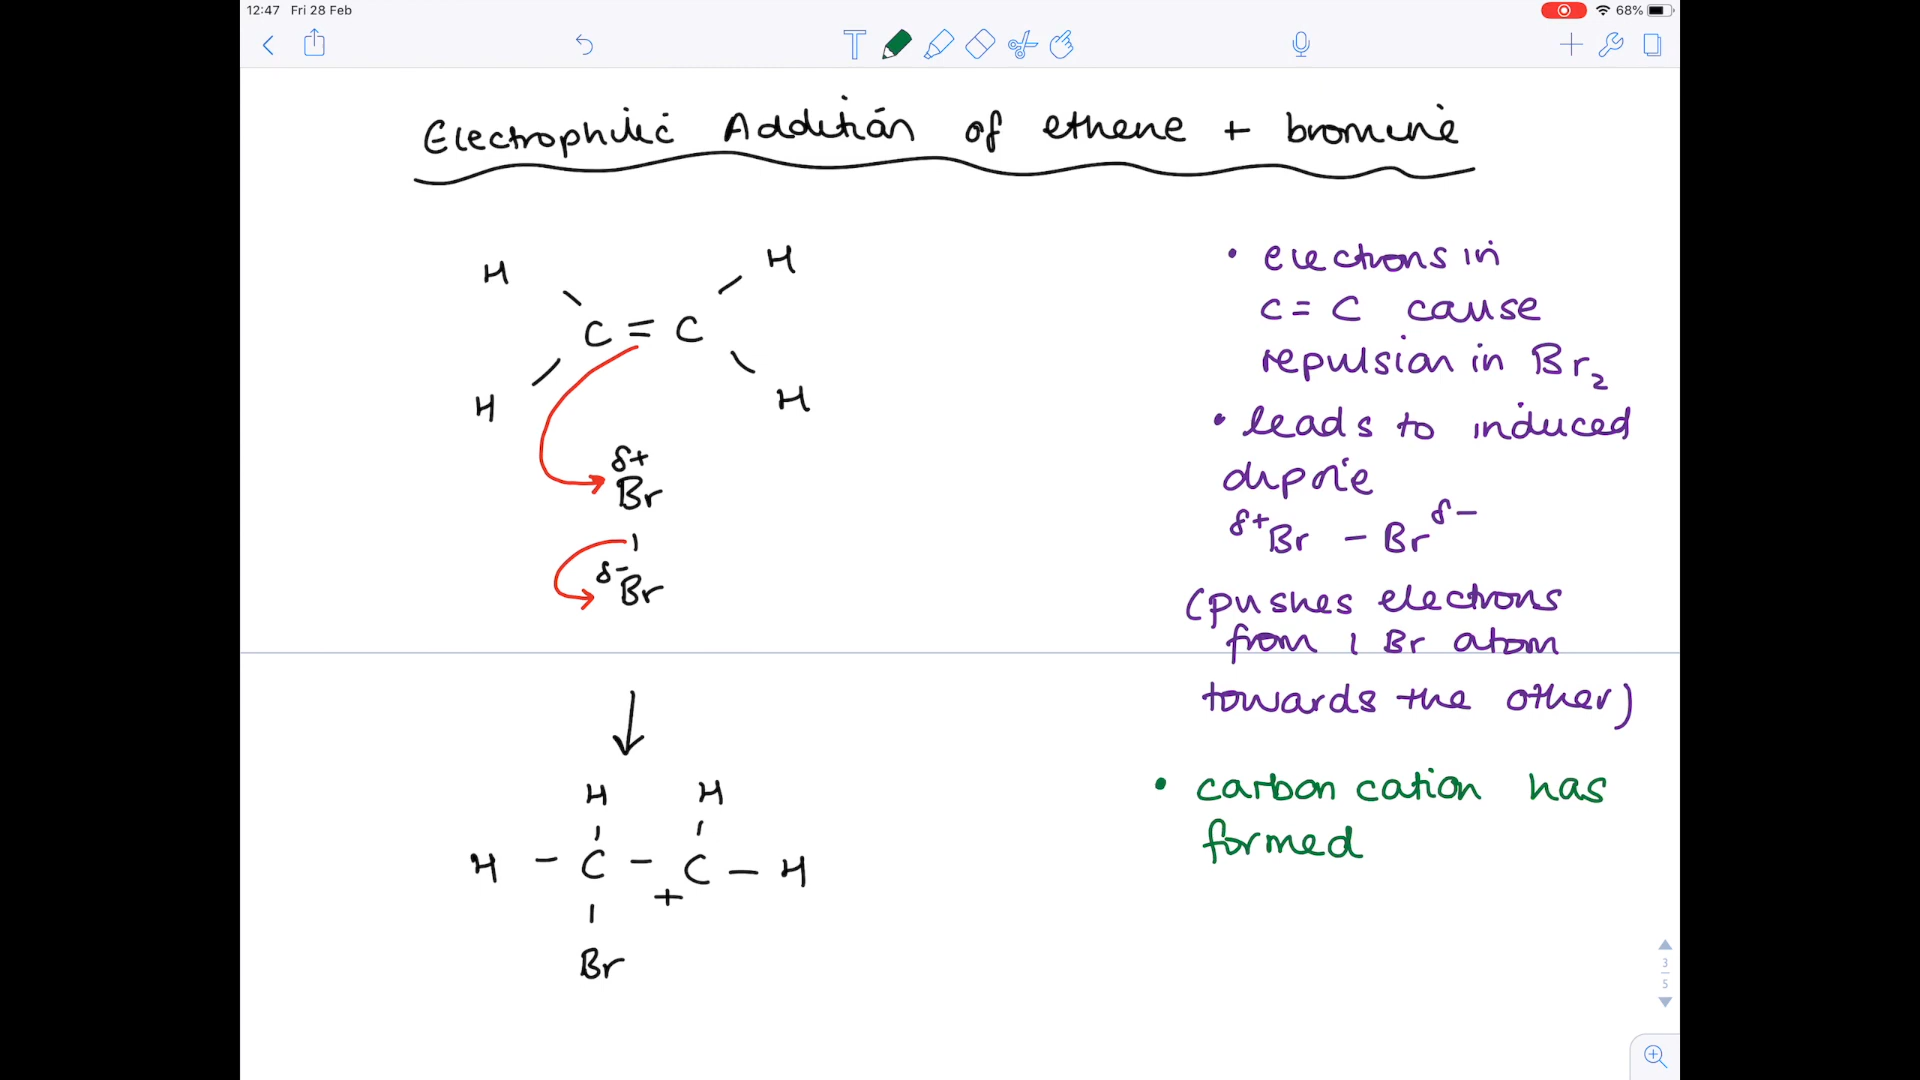 12:47 Fri 28 Feb
68%
T
Electrophilic Addition of ethene + bromine
H H
C = C
H H
δ+
Br
δ-
Br
H H
H - C - C - H
+
Br
• electrons in
C = C cause
repulsion in Br₂
• leads to induced
dipole
δ+Br - Brδ-
(pushes electrons
from 1 Br atom
towards the other)
• carbon cation has
formed
3
5